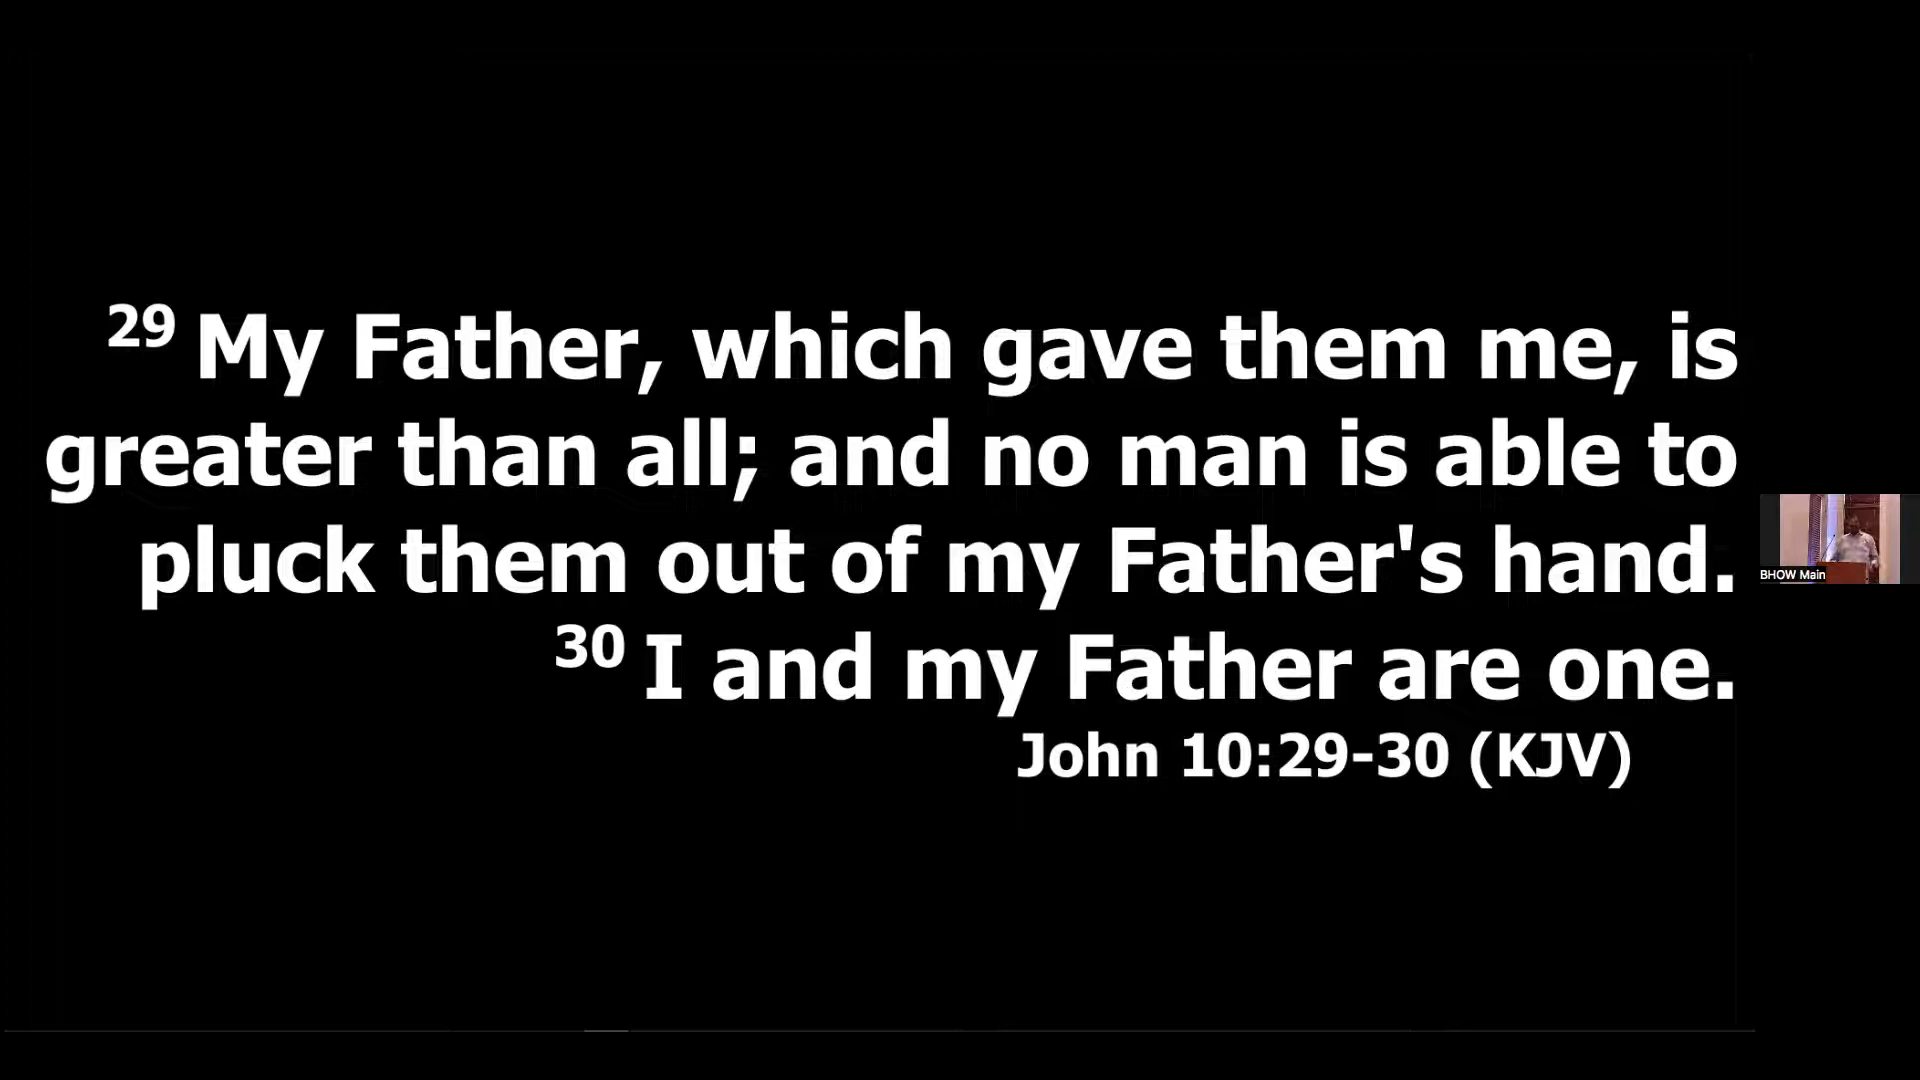 29 My Father, which gave them me, is
greater than all; and no man is able to
pluck them out of my Father's hand.
30 I and my Father are one.
John 10:29-30 (KJV)
BHOW Main